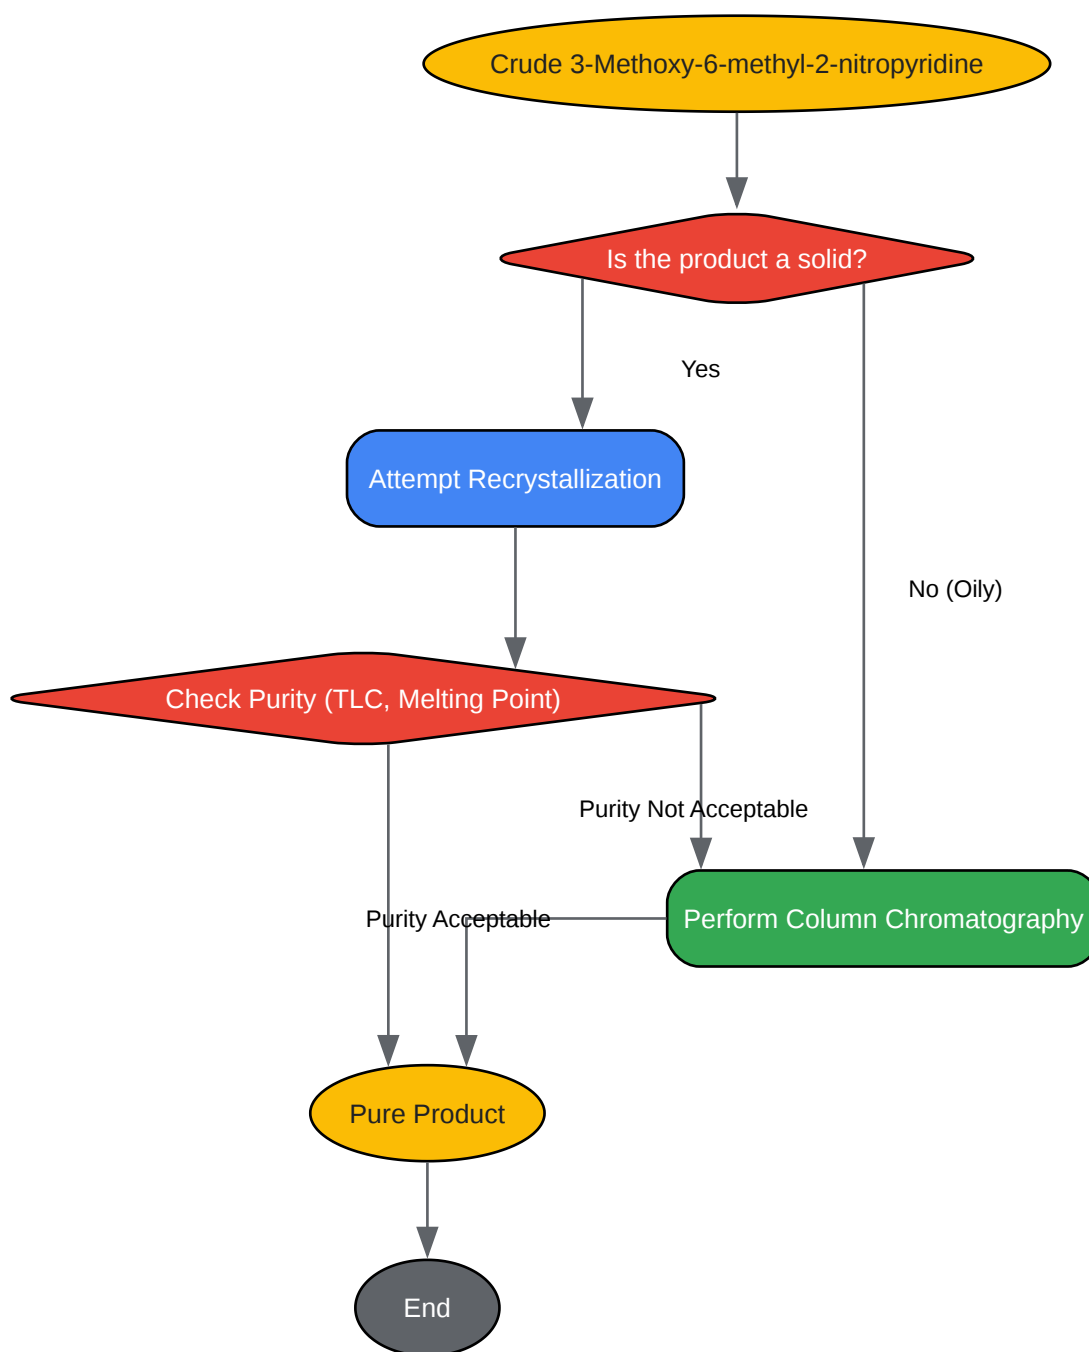 Crude 3-Methoxy-6-methyl-2-nitropyridine
Is the product a solid?
Yes
Attempt Recrystallization
No (Oily)
Check Purity (TLC, Melting Point)
Purity Not Acceptable
Purity Acceptable
Perform Column Chromatography
Pure Product
End